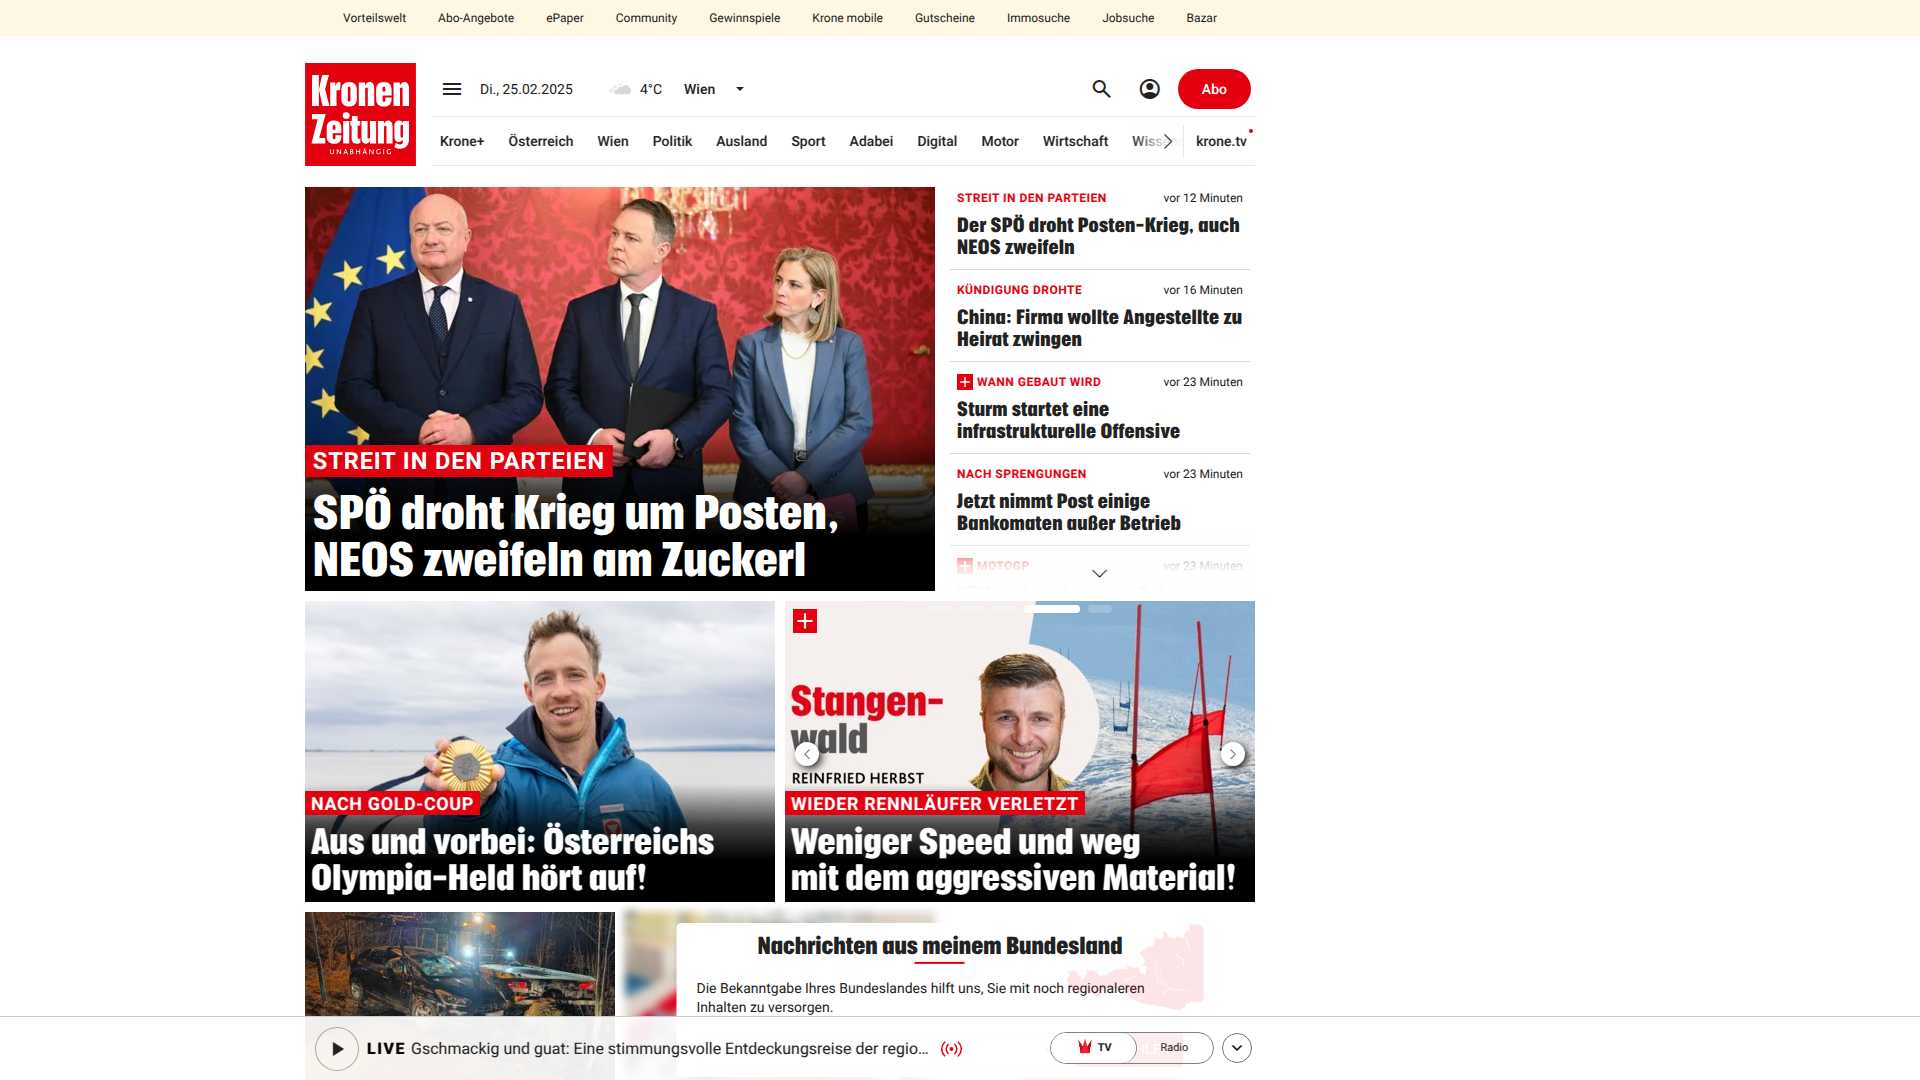 Vorteilswelt Abo-Angebote ePaper Community Gewinnspiele Krone mobile Gutscheine Immosuche Jobsuche Bazar
Kronen
Zeitung
UNABHÄNGIG
Di., 25.02.2025 4°C Wien Abo
Krone+ Österreich Wien Politik Ausland Sport Adabei Digital Motor Wirtschaft krone.tv
STREIT IN DEN PARTEIEN
SPÖ droht Krieg um Posten,
NEOS zweifeln am Zuckerl
STREIT IN DEN PARTEIEN vor 12 Minuten
Der SPÖ droht Posten-Krieg, auch
NEOS zweifeln
KÜNDIGUNG DROHTE vor 16 Minuten
China: Firma wollte Angestellte zu
Heirat zwingen
WANN GEBAUT WIRD vor 23 Minuten
Sturm startet eine
infrastrukturelle Offensive
NACH SPRENGUNGEN vor 23 Minuten
Jetzt nimmt Post einige
Bankomaten außer Betrieb
MOTOGP vor 23 Minuten
NACH GOLD-COUP
Aus und vorbei: Österreichs
Olympia-Held hört auf!
Stangen-
wald
REINFRIED HERBST
WIEDER RENNLÄUFER VERLETZT
Weniger Speed und weg
mit dem aggressiven Material!
Nachrichten aus meinem Bundesland
Die Bekanntgabe Ihres Bundeslandes hilft uns, Sie mit noch regionaleren
Inhalten zu versorgen.
LIVE Gschmackig und guat: Eine stimmungsvolle Entdeckungsreise der regio... TV Radio